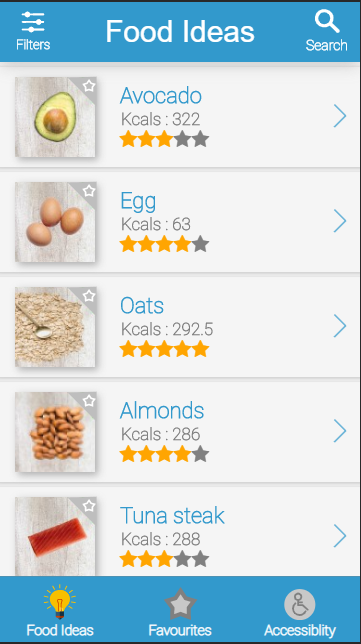 Food Ideas
Filters
Search
Avocado
Kcals : 322
Egg
Kcals : 63
Oats
Kcals : 292.5
Almonds
Kcals : 286
Tuna steak
Kcals : 288
Food Ideas
Favourites
Accessiblity